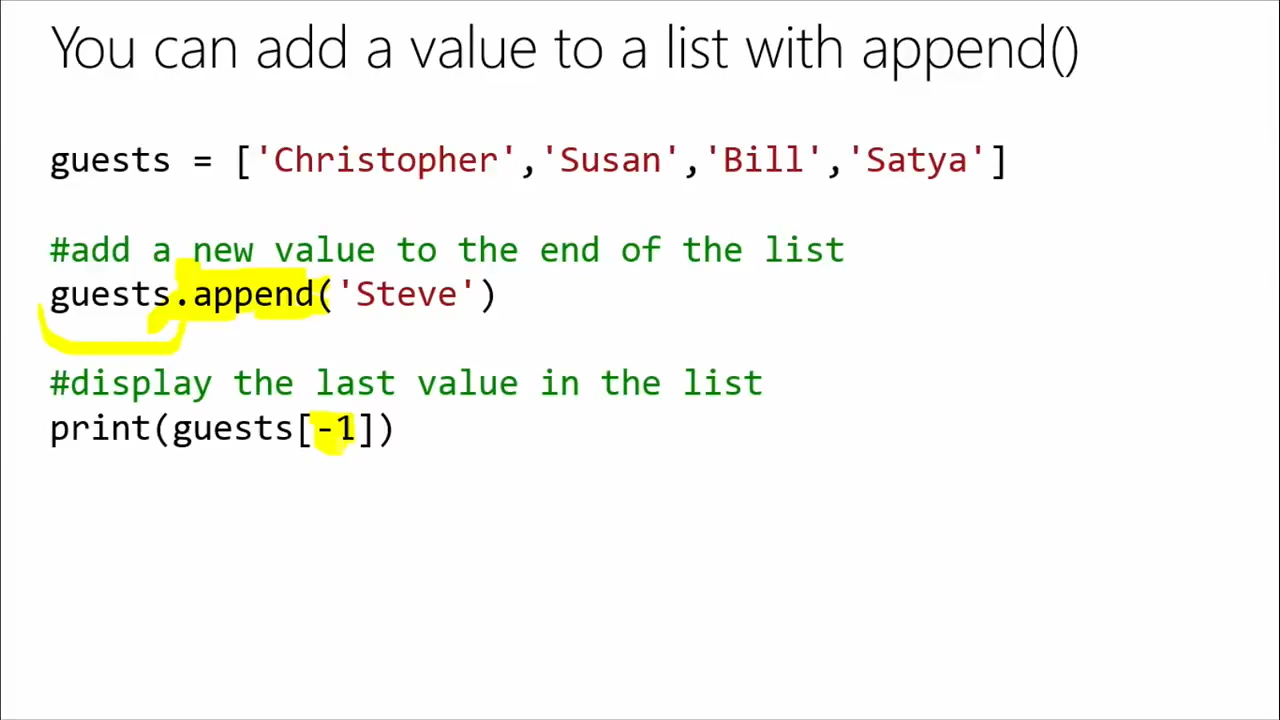 You can add a value to a list with append()
guests = ['Christopher','Susan','Bill','Satya']
#add a new value to the end of the list
guests.append('Steve')
#display the last value in the list
print(guests[-1])